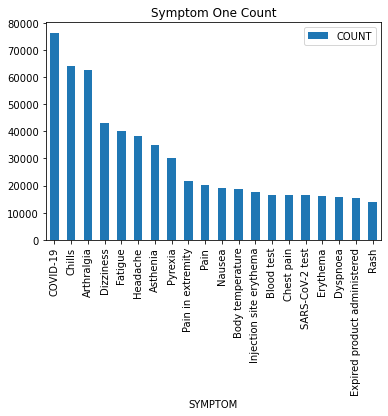 Symptom One Count
COUNT
80000
70000
60000
50000
40000
30000
20000
10000
0
COVID-19
Chills
Arthralgia
Dizziness
Fatigue
Headache
Asthenia
Pyrexia
Pain in extremity
Pain
Nausea
Body temperature
Injection site erythema
Blood test
Chest pain
SARS-CoV-2 test
Erythema
Dyspnoea
Expired product administered
Rash
SYMPTOM